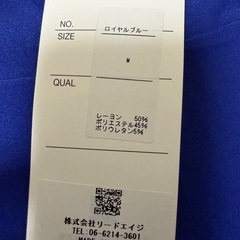 NO.
ロイヤルブルー
SIZE
M
QUAL
レーヨン 50%
ポリエステル45%
ポリウレタン5%
株式会社リードエイジ
TEL:06-6214-3601